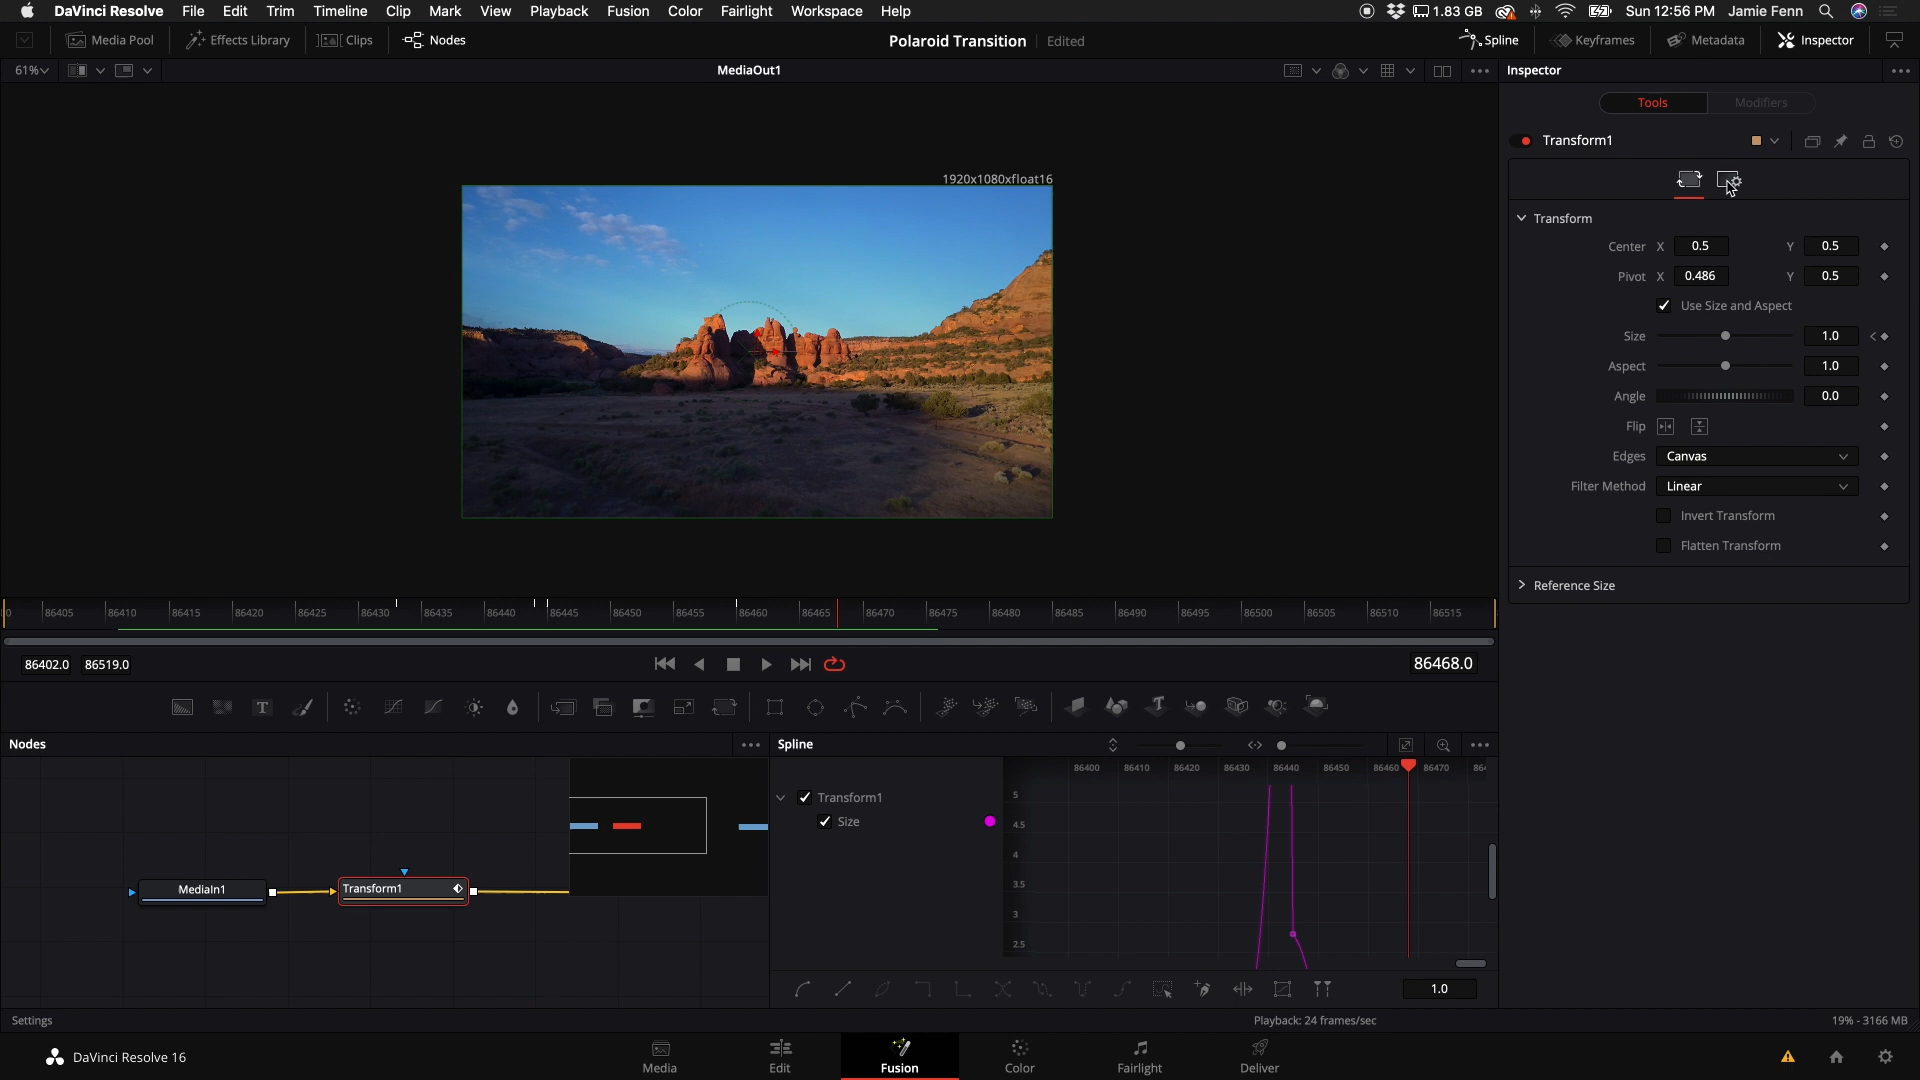 DaVinci Resolve File Edit Trim Timeline Clip Mark View Playback Fusion Color Fairlight Workspace Help 1.83 GB Sun 12:56 PM Jamie Fenn
Media Pool Effects Library Clips Nodes Polaroid Transition Edited Spline Keyframes Metadata Inspector
61% MediaOut1 Inspector
Tools Modifiers
Transform1
1920x1080xfloat16
Transform
Center X 0.5 Y 0.5
Pivot X 0.486 Y 0.5
Use Size and Aspect
Size 1.0
Aspect 1.0
Angle 0.0
Flip
Edges Canvas
Filter Method Linear
Invert Transform
Flatten Transform
Reference Size
0 86405 86410 86415 86420 86425 86430 86435 86440 86445 86450 86455 86460 86465 86470 86475 86480 86485 86490 86495 86500 86505 86510 86515
86402.0 86519.0 86468.0
T T
Nodes Spline
86400 86410 86420 86430 86440 86450 86460 86470 864
Transform1
Size
5
4.5
4
3.5
3
2.5
MediaIn1 Transform1
1.0
Settings Playback: 24 frames/sec 19% - 3166 MB
DaVinci Resolve 16 Media Edit Fusion Color Fairlight Deliver